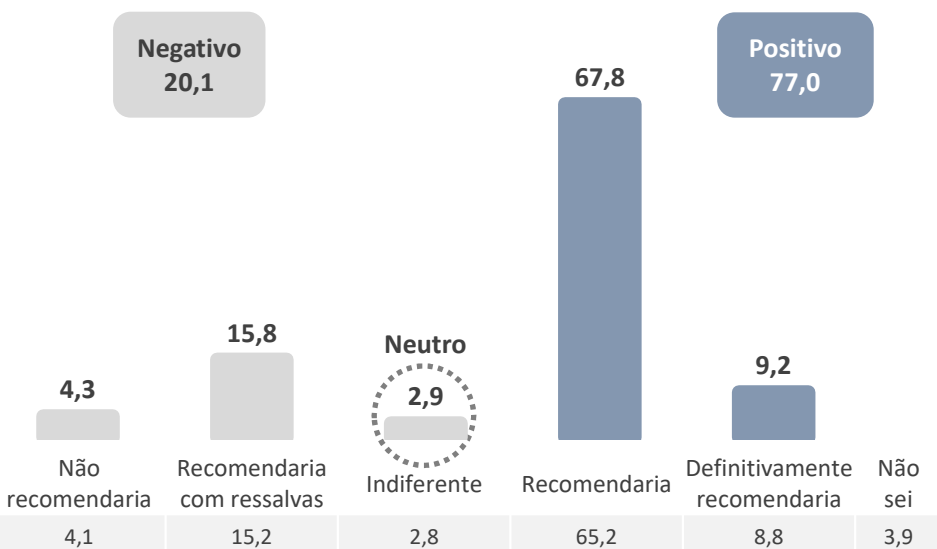 Negativo
20,1
Positivo
77,0
67,8
15,8
Neutro
4,3
2,9
9,2
Não
recomendaria
Recomendaria
com ressalvas
Indiferente
Recomendaria
Definitivamente
recomendaria
Não
sei
4,1
15,2
2,8
65,2
8,8
3,9